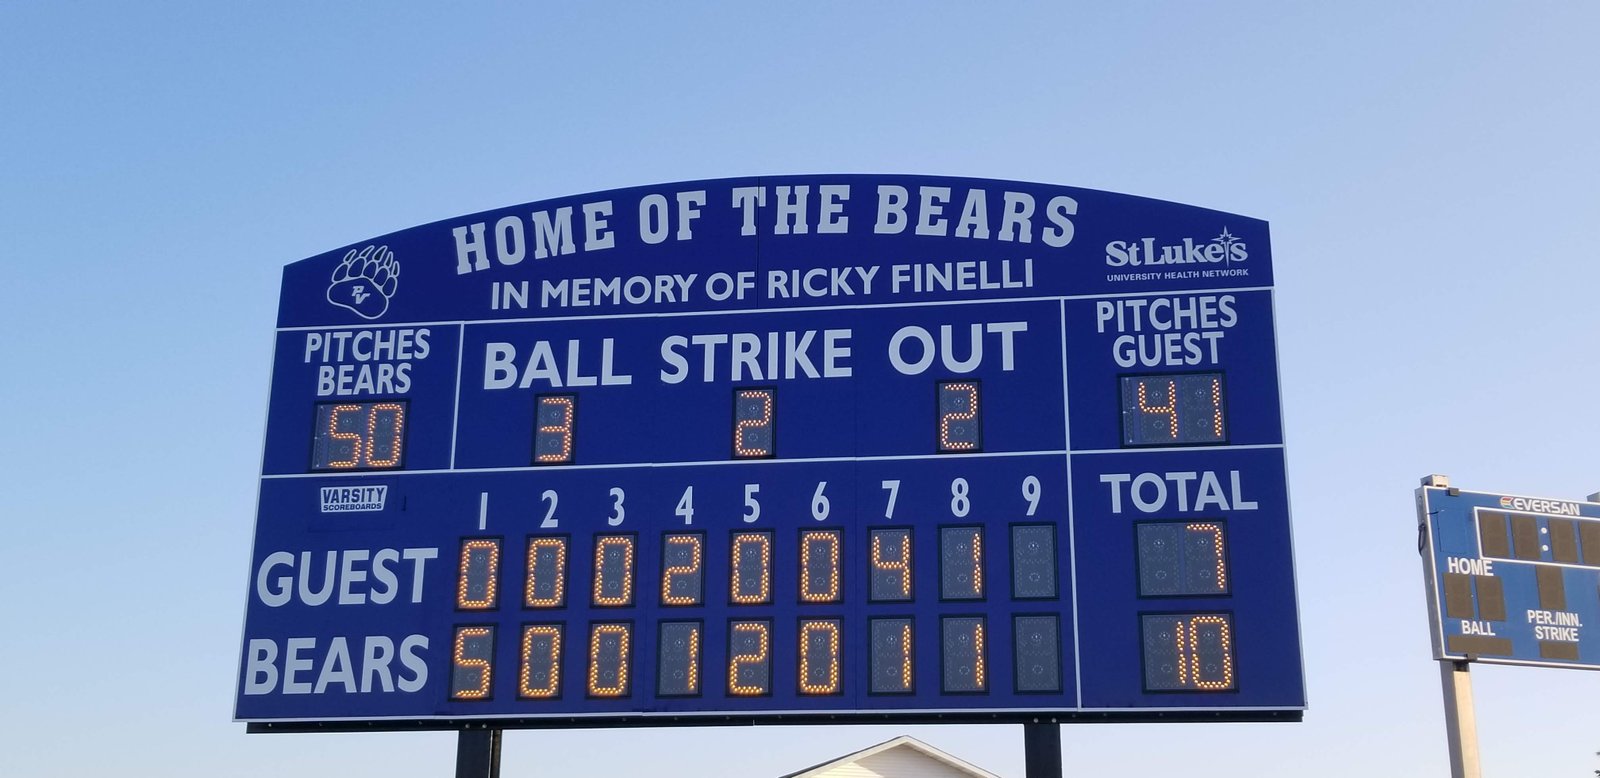 HOME OF THE BEARS
IN MEMORY OF RICKY FINELLI
PV
StLuke's
UNIVERSITY HEALTH NETWORK
PITCHES
BEARS
50
BALL STRIKE OUT
3 2 2
PITCHES
GUEST
41
VARSITY
SCOREBOARDS
1 2 3 4 5 6 7 8 9 TOTAL
GUEST 0 0 0 2 0 0 4 1 7
BEARS 5 0 0 1 2 0 1 1 10
EVERSAN
HOME
BALL
PER./INN.
STRIKE